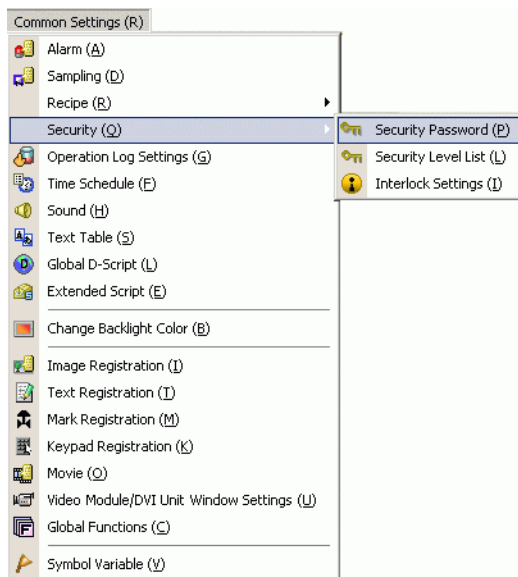 Common Settings (R)
Alarm (A)
Sampling (D)
Recipe (R)
Security (Q)
Security Password (P)
Security Level List (L)
Interlock Settings (I)
Operation Log Settings (G)
Time Schedule (F)
Sound (H)
Text Table (S)
Global D-Script (L)
Extended Script (E)
Change Backlight Color (B)
Image Registration (I)
Text Registration (T)
Mark Registration (M)
Keypad Registration (K)
Movie (O)
Video Module/DVI Unit Window Settings (U)
Global Functions (C)
Symbol Variable (V)